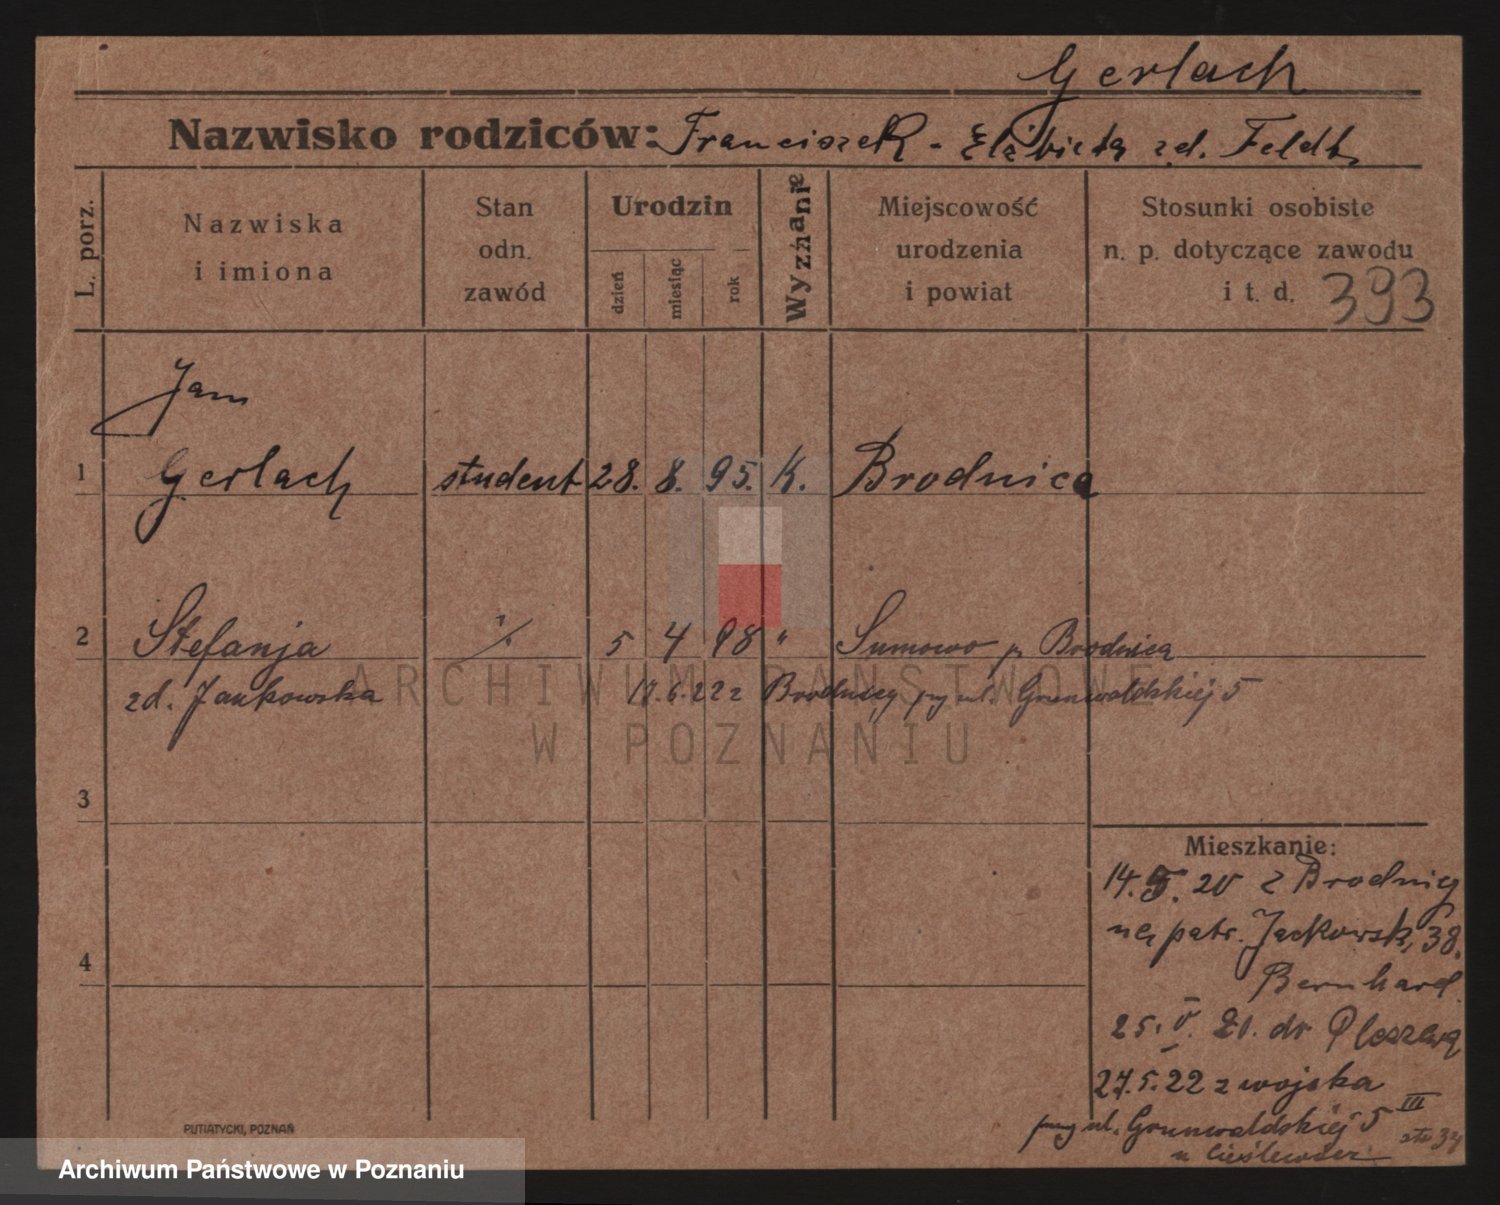 Gerlach
Nazwisko rodziców: Franciszek - Elżbieta zd. Feldt
L. porz.
Nazwiska
i imiona
Stan
odn.
zawód
Urodzin
dzień
miesiąc
rok
Wyznanie
Miejscowość
urodzenia
i powiat
Stosunki osobiste
n. p. dotyczące zawodu
i t. d.
393
Jan
1 Gerlach student 28. 8. 95. K. Brodnica
2 Stefanja ./. 5 4 98 " Sumowo p Brodnica
zd. Jankowska 17.6.22 z Brodnicy przy ul. Grunwaldzkiej 5
ARCHIWUM PAŃSTWOWE
W POZNANIU
3
4
Mieszkanie:
14. 20 z Brodnicy
na patr. Jackowsk, 38.
Bernhard.
25. V. 21. do Pleszewa
27.5.22 z wojska
przy ul. Grunwaldzkiej 5 III
u
PUTIATYCKI, POZNAŃ
Archiwum Państwowe w Poznaniu